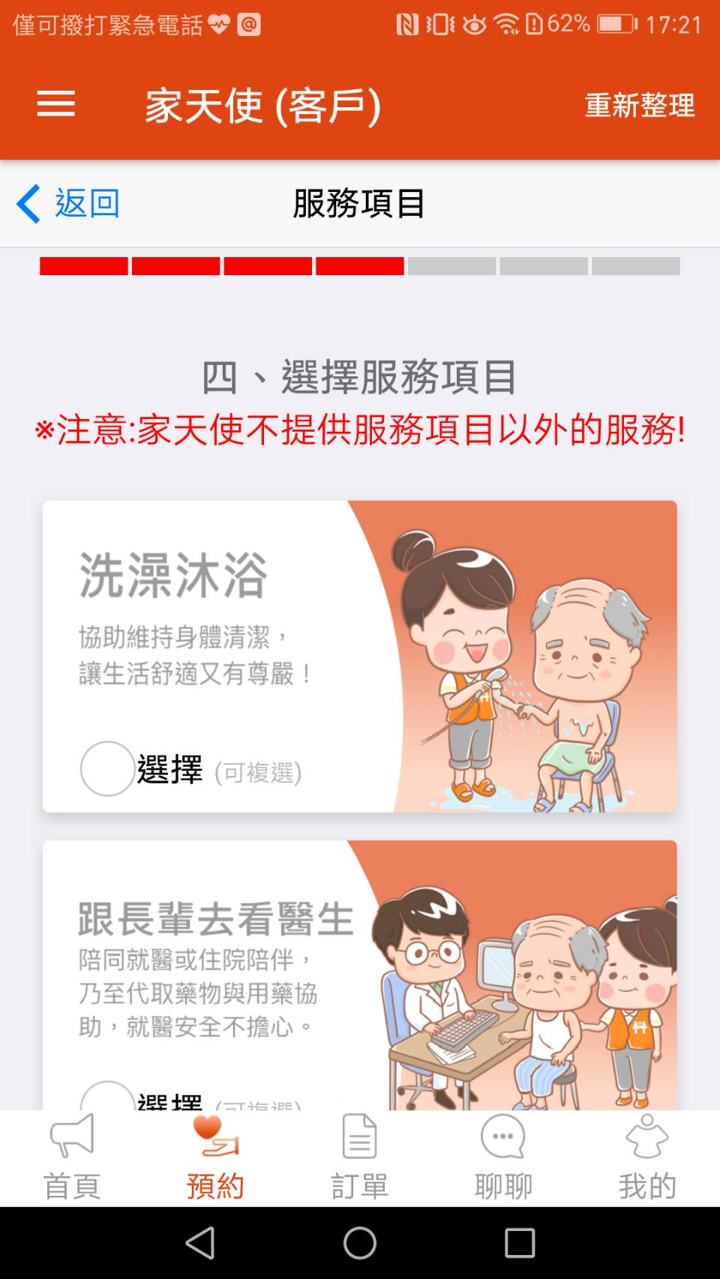 僅可撥打緊急電話 62% 17:21
家天使 (客戶) 重新整理
返回 服務項目
四、選擇服務項目
※注意:家天使不提供服務項目以外的服務!
洗澡沐浴
協助維持身體清潔，
讓生活舒適又有尊嚴！
選擇 (可複選)
跟長輩去看醫生
陪同就醫或住院陪伴，
乃至代取藥物與用藥協
助，就醫安全不擔心。
選擇 (可複選)
首頁 預約 訂單 聊聊 我的